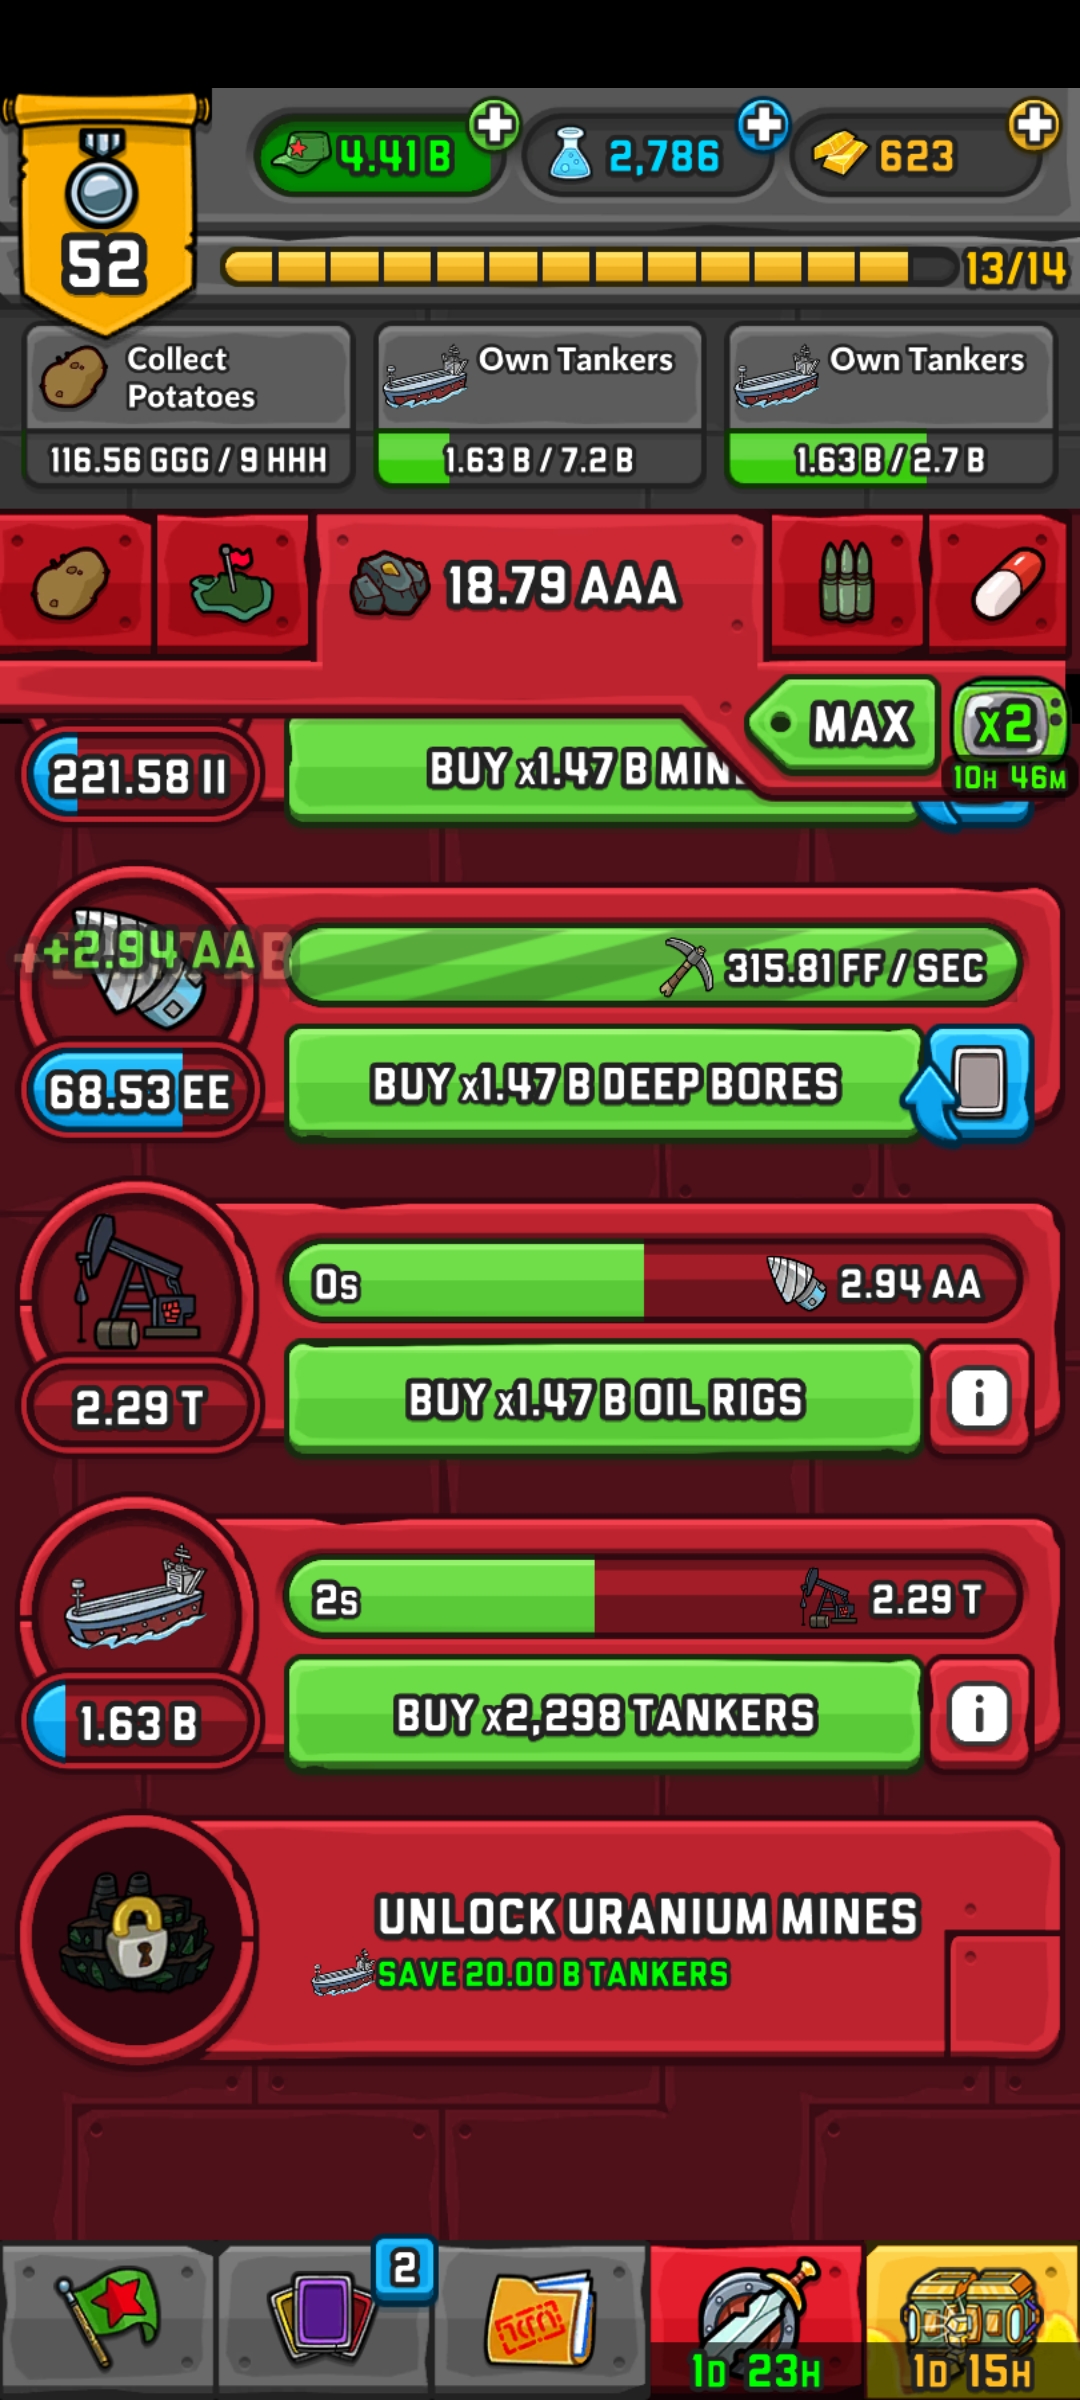 4.41 B
2,786
623
52
13/14
Collect
Potatoes
116.56 GGG / 9 HHH
Own Tankers
1.63 B / 7.2 B
Own Tankers
1.63 B / 2.7 B
18.79 AAA
MAX
x2
10H 46M
221.58 II
BUY x1.47 B MIN
+2.94 AA
315.81 FF / SEC
68.53 EE
BUY x1.47 B DEEP BORES
0s
2.94 AA
2.29 T
BUY x1.47 B OIL RIGS
i
2s
2.29 T
1.63 B
BUY x2,298 TANKERS
i
UNLOCK URANIUM MINES
SAVE 20.00 B TANKERS
2
1D 23H
1D 15H